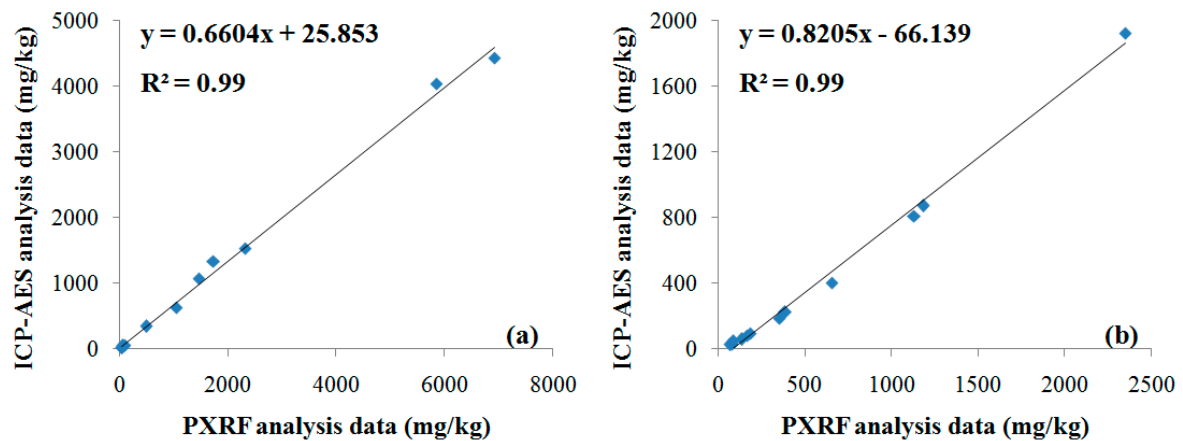 y = 0.6604x + 25.853
R² = 0.99
ICP-AES analysis data (mg/kg)
5000
4000
3000
2000
1000
0
0 2000 4000 6000 8000
PXRF analysis data (mg/kg)
(a)
y = 0.8205x - 66.139
R² = 0.99
ICP-AES analysis data (mg/kg)
2000
1600
1200
800
400
0
0 500 1000 1500 2000 2500
PXRF analysis data (mg/kg)
(b)